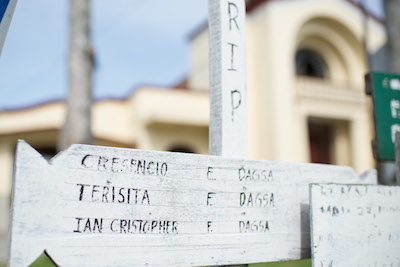 RIP
CRESENCIO F. DAGSA
TERISITA F. DAGSA
IAN CRISTOPHER F. DAGSA